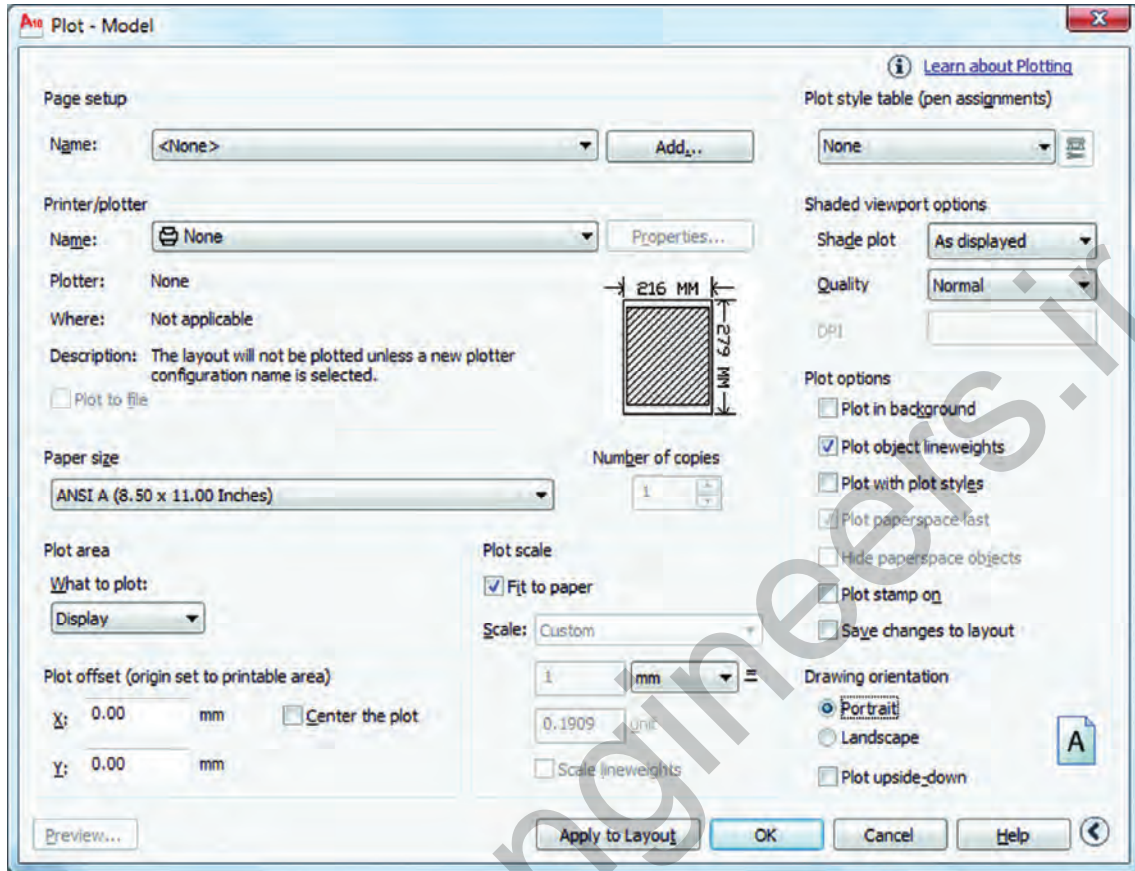 Plot - Model
Learn about Plotting
Page setup
Name: <None> Add...
Plot style table (pen assignments)
None
Printer/plotter
Name: None Properties...
Plotter: None
Where: Not applicable
Description: The layout will not be plotted unless a new plotter
configuration name is selected.
Plot to file
216 MM
279 MM
Shaded viewport options
Shade plot As displayed
Quality Normal
DPI
Paper size
ANSI A (8.50 x 11.00 Inches)
Number of copies
1
Plot options
Plot in background
Plot object lineweights
Plot with plot styles
Plot paperspace last
Hide paperspace objects
Plot stamp on
Save changes to layout
Plot area
What to plot:
Display
Plot scale
Fit to paper
Scale: Custom
1 mm =
0.1909 unit
Scale lineweights
Plot offset (origin set to printable area)
X: 0.00 mm Center the plot
Y: 0.00 mm
Drawing orientation
Portrait
Landscape
Plot upside-down
A
Preview... Apply to Layout OK Cancel Help
ngineers.ir